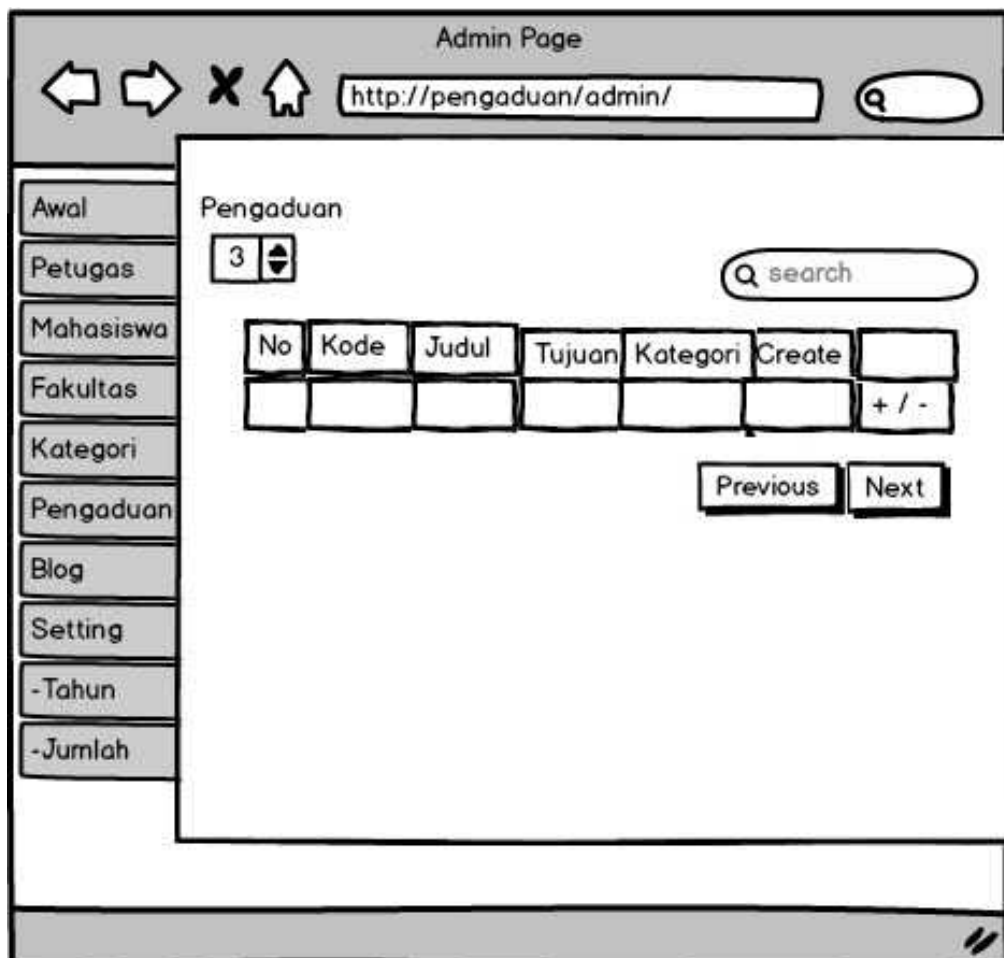 Admin Page
http://pengaduan/admin/
Awal
Petugas
Mahasiswa
Fakultas
Kategori
Pengaduan
Blog
Setting
-Tahun
-Jumlah
Pengaduan
3
search
No Kode Judul Tujuan Kategori Create
+ / -
Previous Next